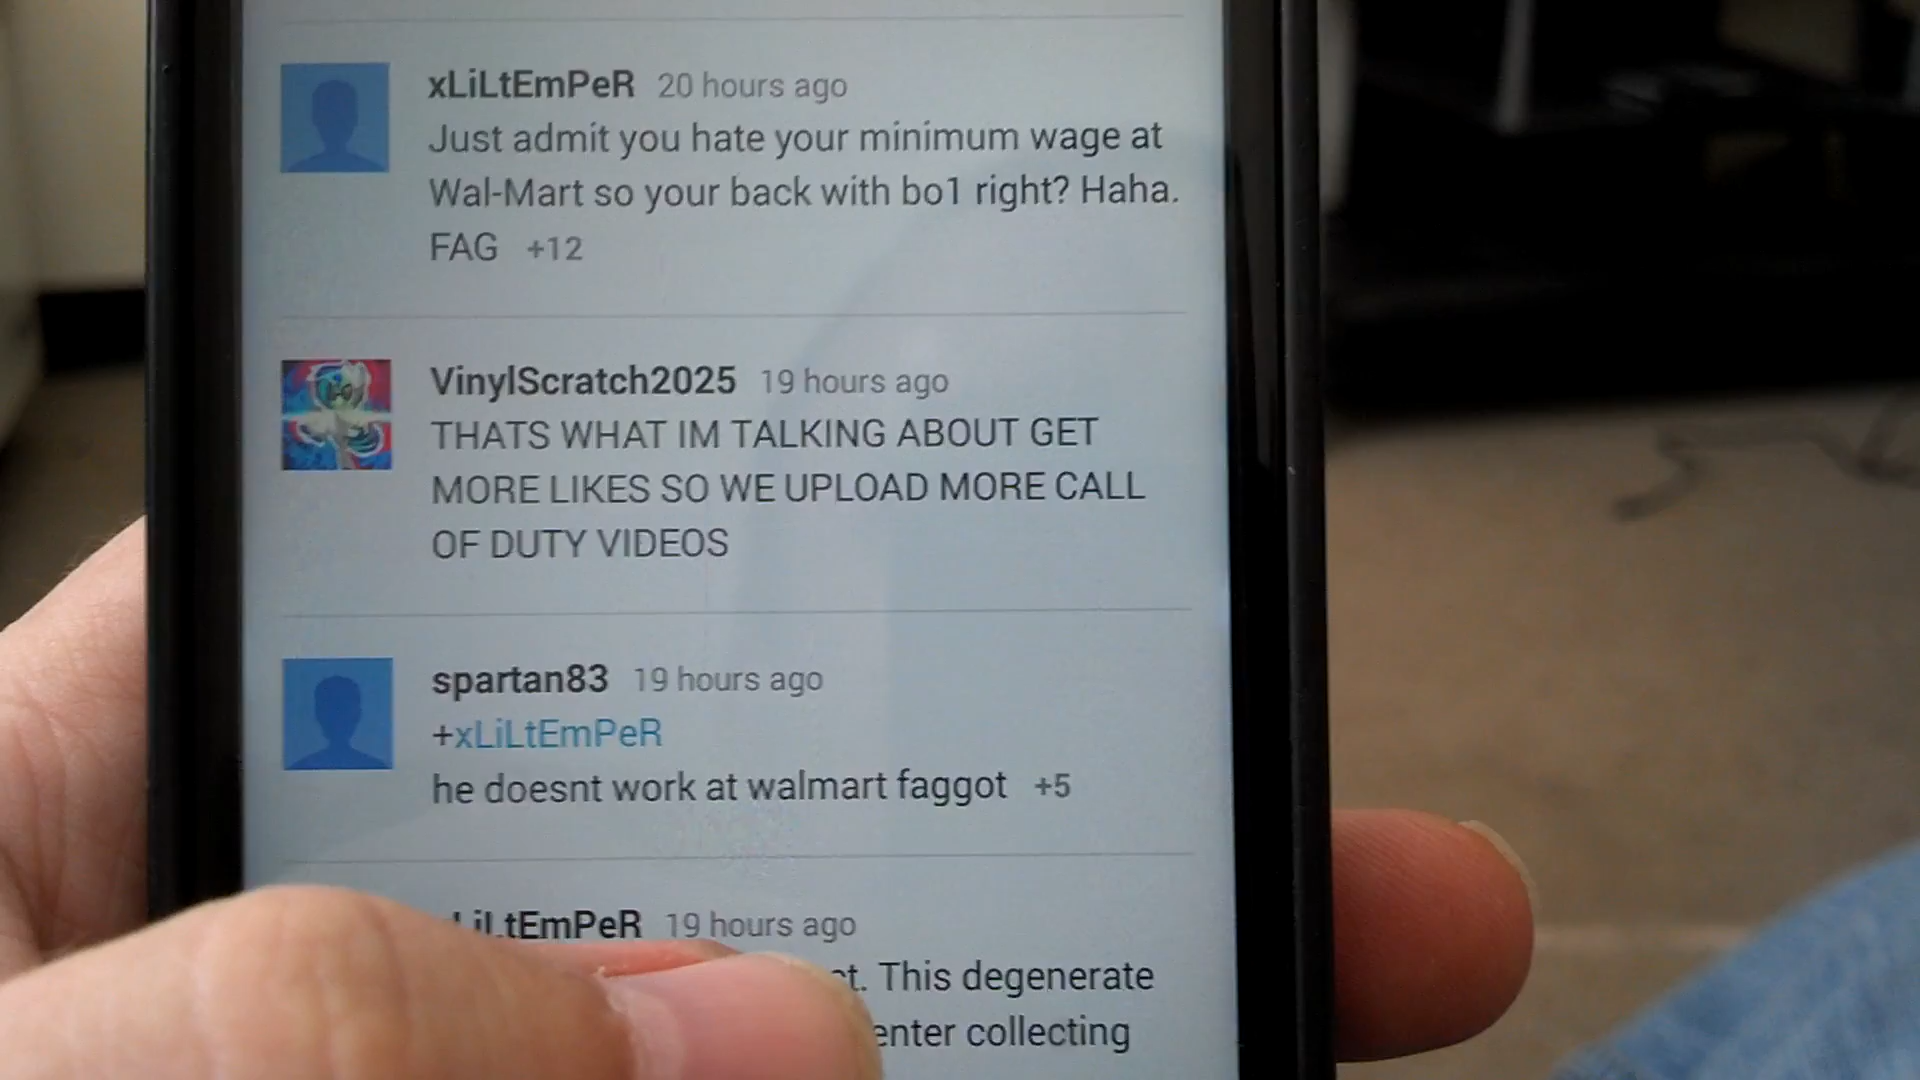 xLiLtEmPeR 20 hours ago
Just admit you hate your minimum wage at
Wal-Mart so your back with bo1 right? Haha.
FAG +12
VinylScratch2025 19 hours ago
THATS WHAT IM TALKING ABOUT GET
MORE LIKES SO WE UPLOAD MORE CALL
OF DUTY VIDEOS
spartan83 19 hours ago
+xLiLtEmPeR
he doesnt work at walmart faggot +5
LiLtEmPeR 19 hours ago
This degenerate
collecting